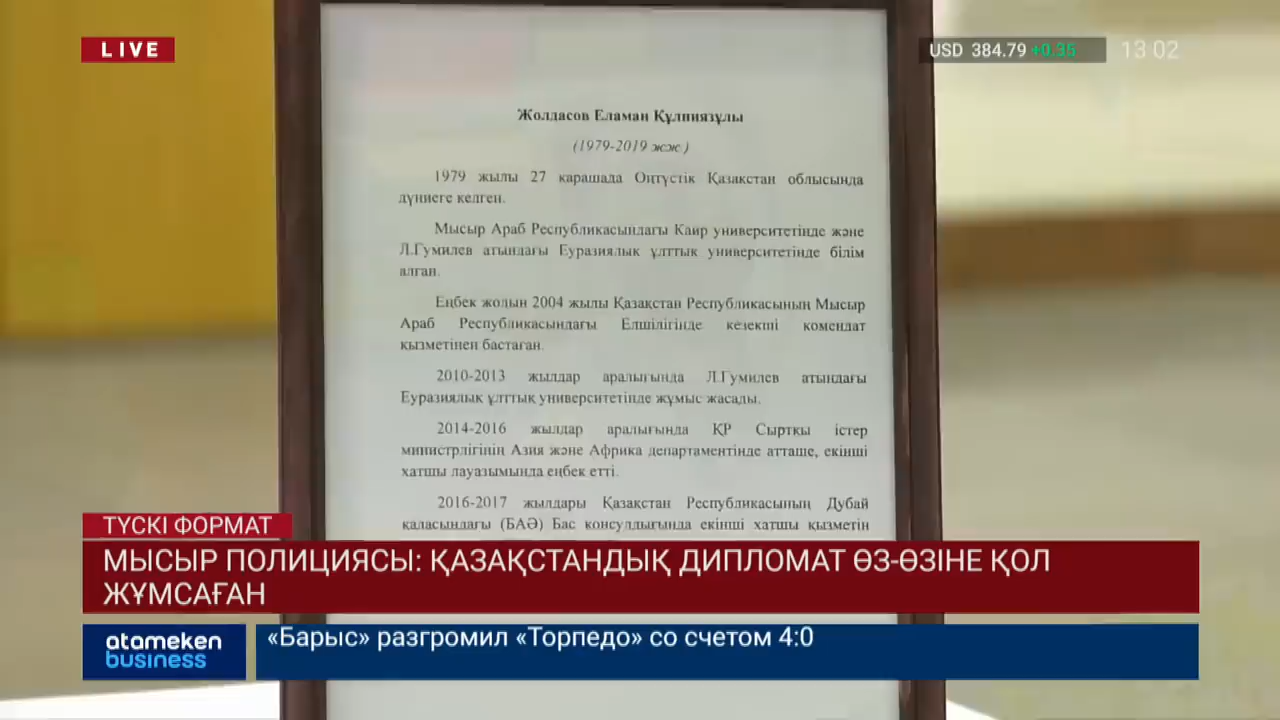 LIVE
USD 384.79 +0.35 13 02
Жолдасов Еламан Құлпиязұлы
(1979-2019 жж.)
1979 жылы 27 қарашада Оңтүстік Қазақстан облысында
дүниеге келген.
Мысыр Араб Республикасындағы Каир университетінде және
Л.Гумилев атындағы Еуразиялық ұлттық университетінде білім
алған.
Еңбек жолын 2004 жылы Қазақстан Республикасының Мысыр
Араб Республикасындағы Елшілігінде кезекші комендат
қызметінен бастаған.
2010-2013 жылдар аралығында Л.Гумилев атындағы
Еуразиялық ұлттық университетінде жұмыс жасады.
2014-2016 жылдар аралығында ҚР Сыртқы істер
министрлігінің Азия және Африка департаментінде атташе, екінші
хатшы лауазымында еңбек етті.
2016-2017 жылдары Қазақстан Республикасының Дубай
қаласындағы (БАӘ) Бас консулдығында екінші хатшы қызметін
ТҮСКІ ФОРМАТ
МЫСЫР ПОЛИЦИЯСЫ: ҚАЗАҚСТАНДЫҚ ДИПЛОМАТ ӨЗ-ӨЗІНЕ ҚОЛ
ЖҰМСАҒАН
atameken
business
«Барыс» разгромил «Торпедо» со счетом 4:0